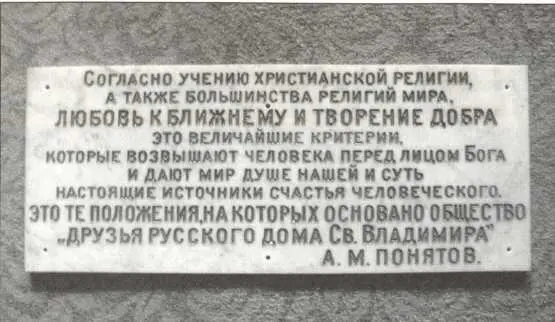 Согласно учению христианской религии,
а также большинства религий мира,
любовь к ближнему и творение добра
это величайшие критерии,
которые возвышают человека перед лицом Бога
и дают мир душе нашей и суть
настоящие источники счастья человеческого.
Это те положения, на которых основано общество
„Друзья Русского Дома Св. Владимира"
А. М. Понятов.